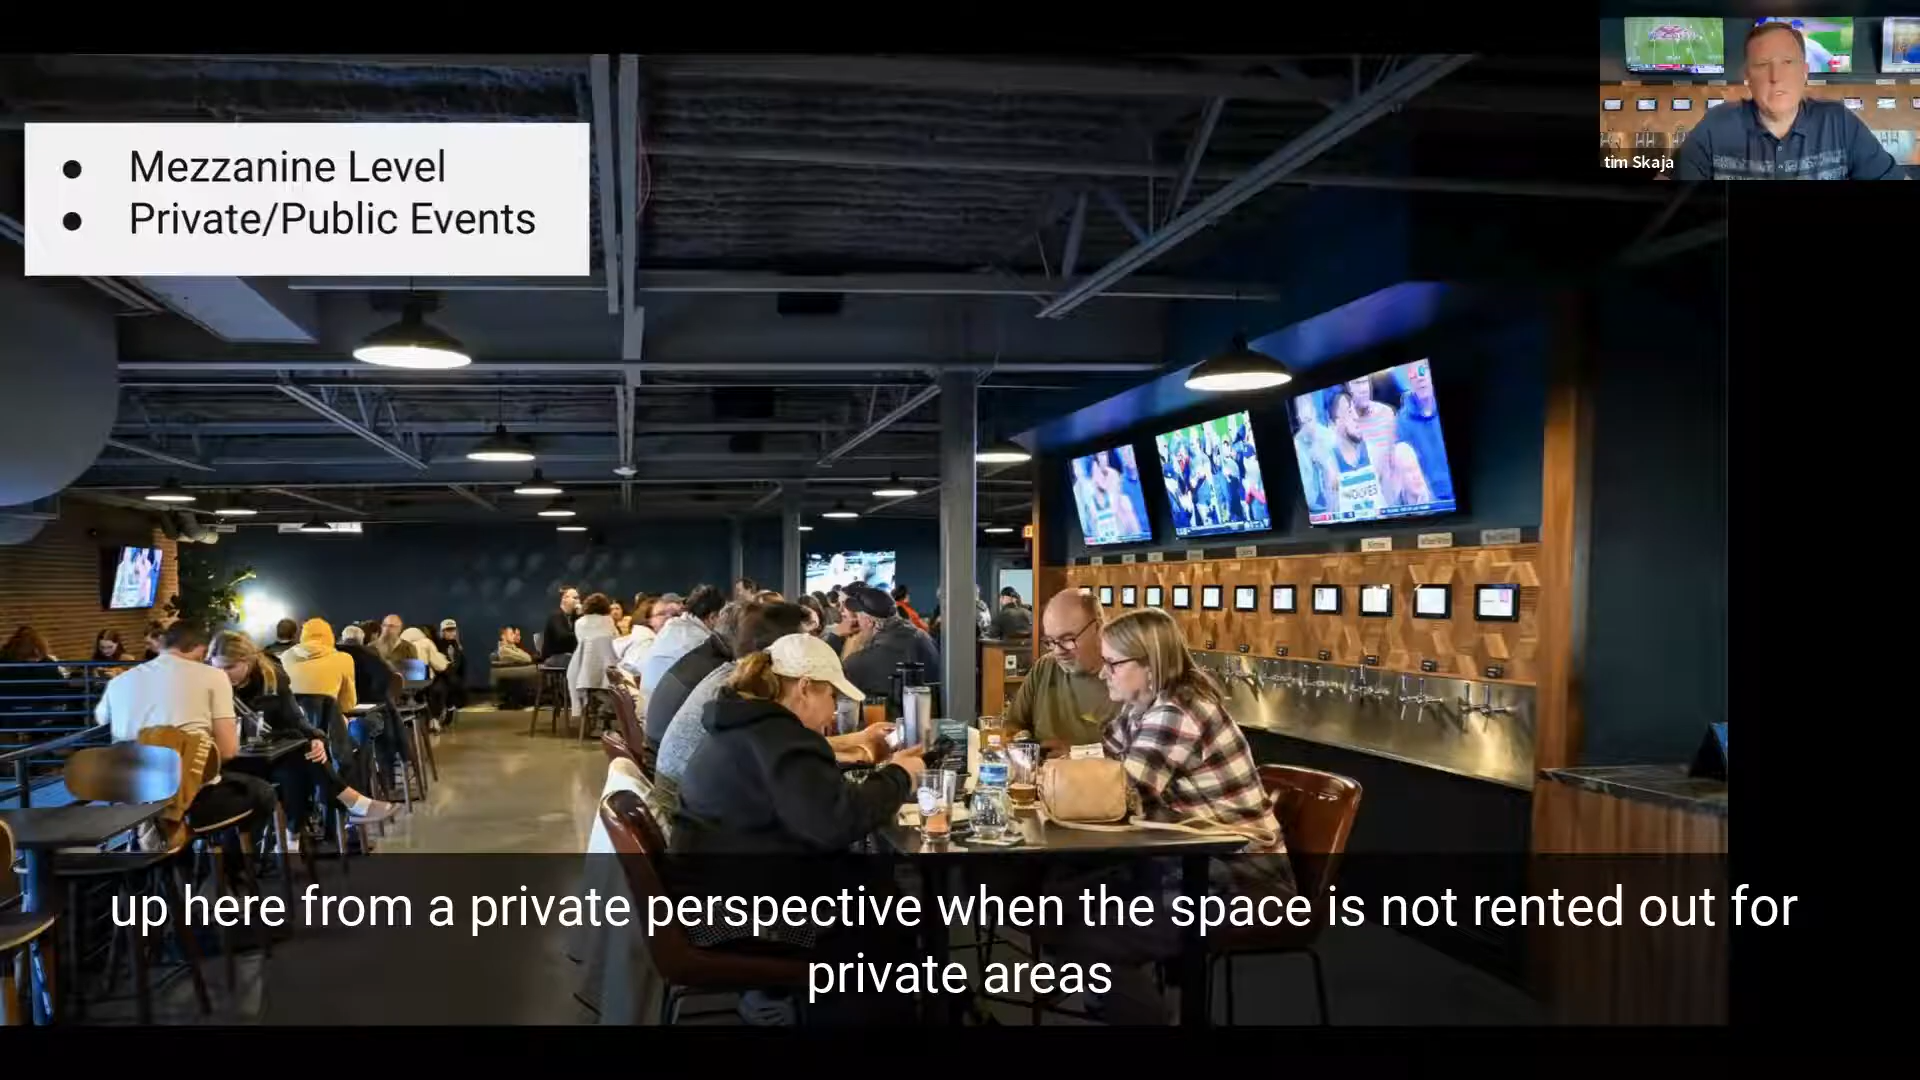 ● Mezzanine Level
● Private/Public Events
tim Skaja
WOLVES
up here from a private perspective when the space is not rented out for
private areas